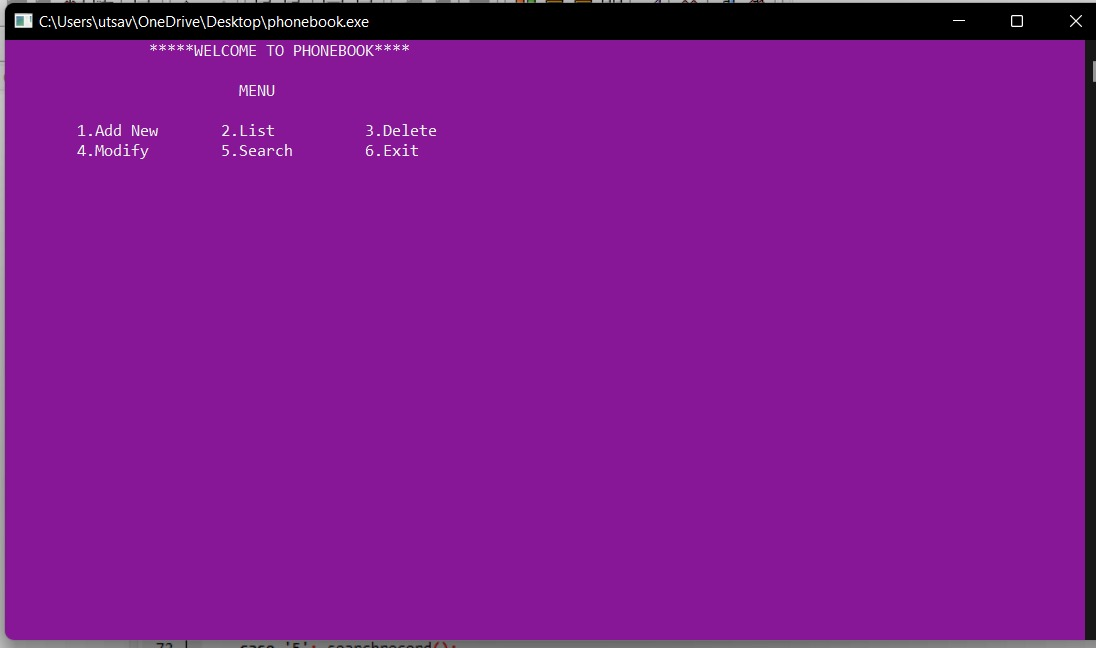 C:\Users\utsav\OneDrive\Desktop\phonebook.exe
*****WELCOME TO PHONEBOOK****
MENU
1.Add New 2.List 3.Delete
4.Modify 5.Search 6.Exit
72 case '5': searchrecord();